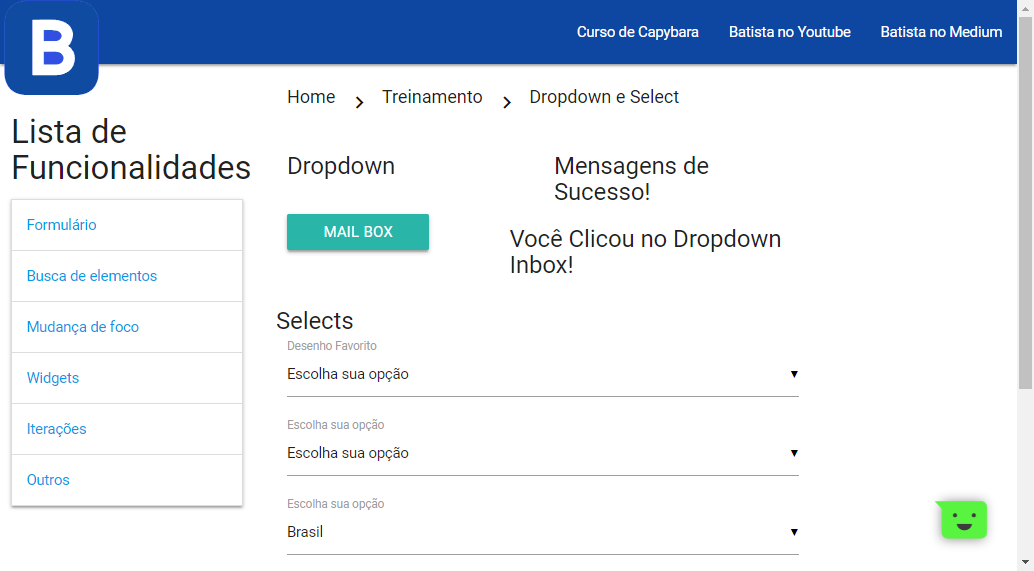 B
Curso de Capybara
Batista no Youtube
Batista no Medium
Home
Treinamento
Dropdown e Select
Lista de
Funcionalidades
Formulário
Busca de elementos
Mudança de foco
Widgets
Iterações
Outros
Dropdown
MAIL BOX
Mensagens de
Sucesso!
Você Clicou no Dropdown
Inbox!
Selects
Desenho Favorito
Escolha sua opção
Escolha sua opção
Escolha sua opção
Escolha sua opção
Brasil